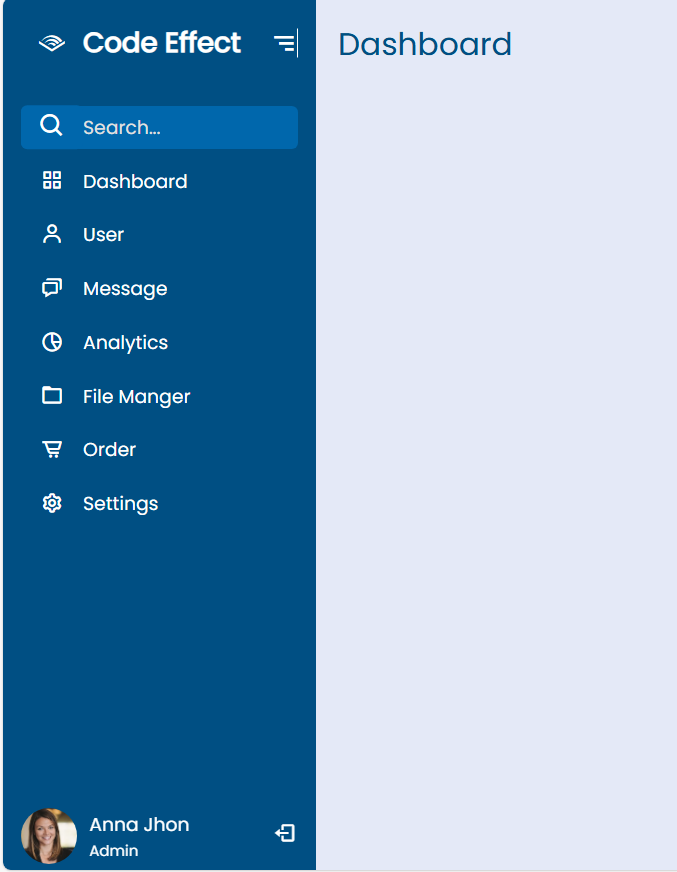 Code Effect
Dashboard
Search...
Dashboard
User
Message
Analytics
File Manger
Order
Settings
Anna Jhon
Admin